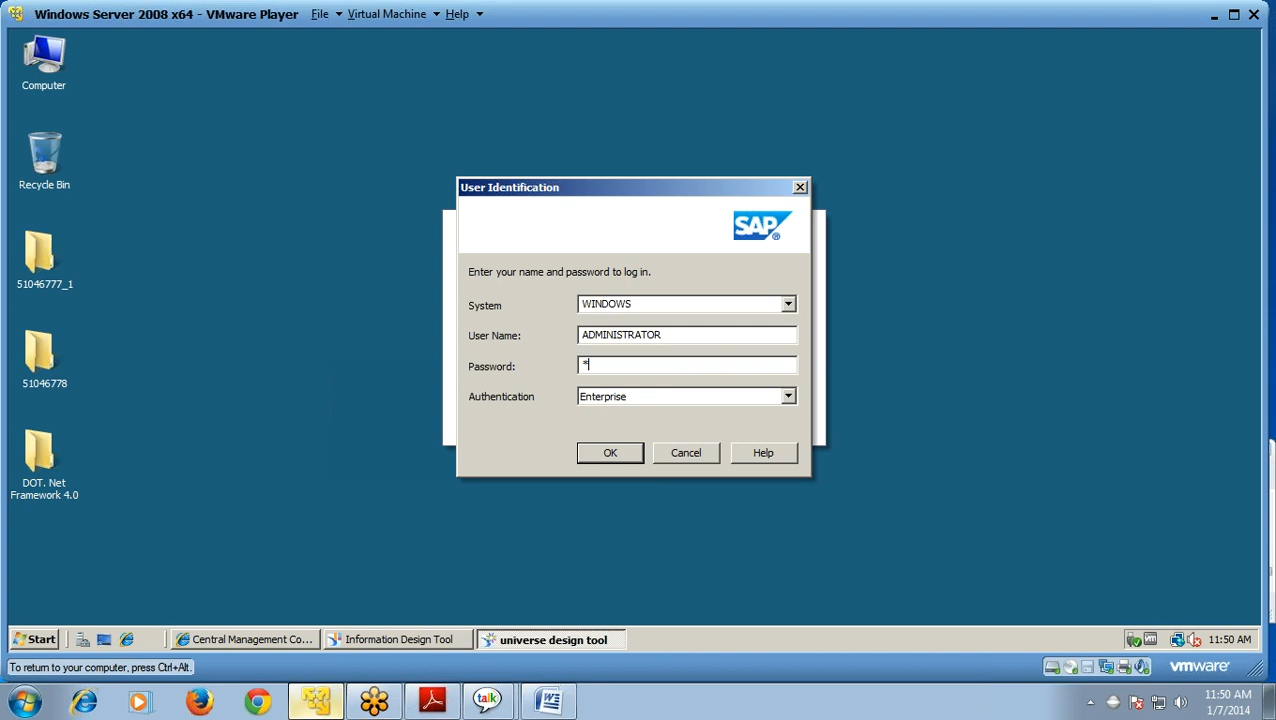 Windows Server 2008 x64 - VMware Player File Virtual Machine Help
Computer
Recycle Bin
51046777_1
51046778
DOT. Net
Framework 4.0
User Identification
SAP®
Enter your name and password to log in.
System WINDOWS
User Name: ADMINISTRATOR
Password: *
Authentication Enterprise
OK Cancel Help
Start Central Management Co... Information Design Tool universe design tool 11:50 AM
To return to your computer, press Ctrl+Alt. vmware
talk W
11:50 AM
1/7/2014